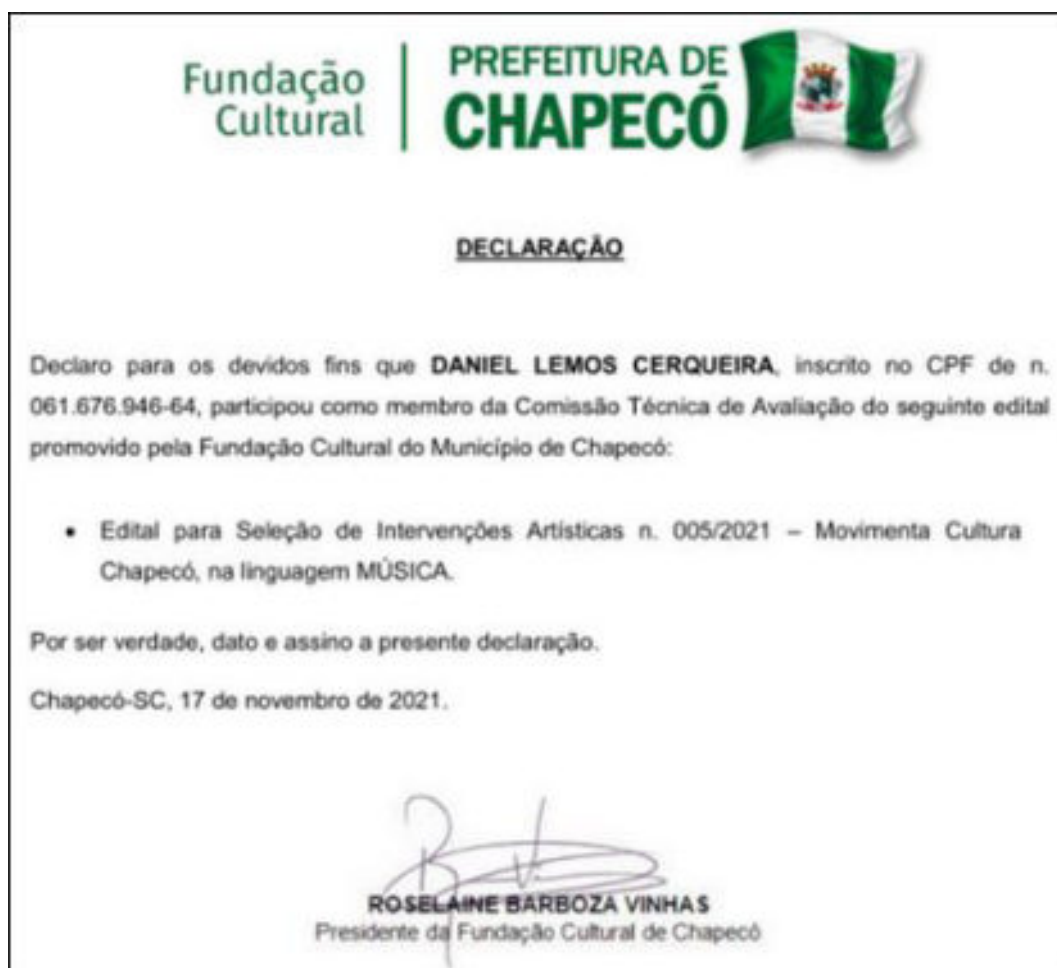 Fundação
Cultural
PREFEITURA DE
CHAPECÓ
DECLARAÇÃO
Declaro para os devidos fins que DANIEL LEMOS CERQUEIRA, inscrito no CPF de n.
061.676.946-64, participou como membro da Comissão Técnica de Avaliação do seguinte edital
promovido pela Fundação Cultural do Município de Chapecó:
• Edital para Seleção de Intervenções Artísticas n. 005/2021 – Movimenta Cultura
Chapecó, na linguagem MÚSICA.
Por ser verdade, dato e assino a presente declaração.
Chapecó-SC, 17 de novembro de 2021.
ROSELAINE BARBOZA VINHAS
Presidente da Fundação Cultural de Chapecó